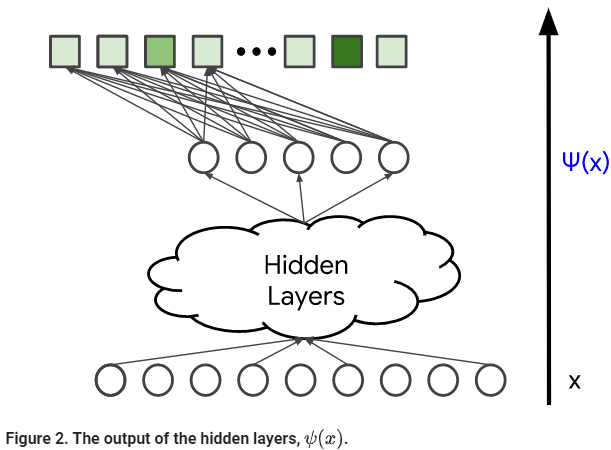 Ψ(x)
Hidden
Layers
x
Figure 2. The output of the hidden layers, ψ(x).